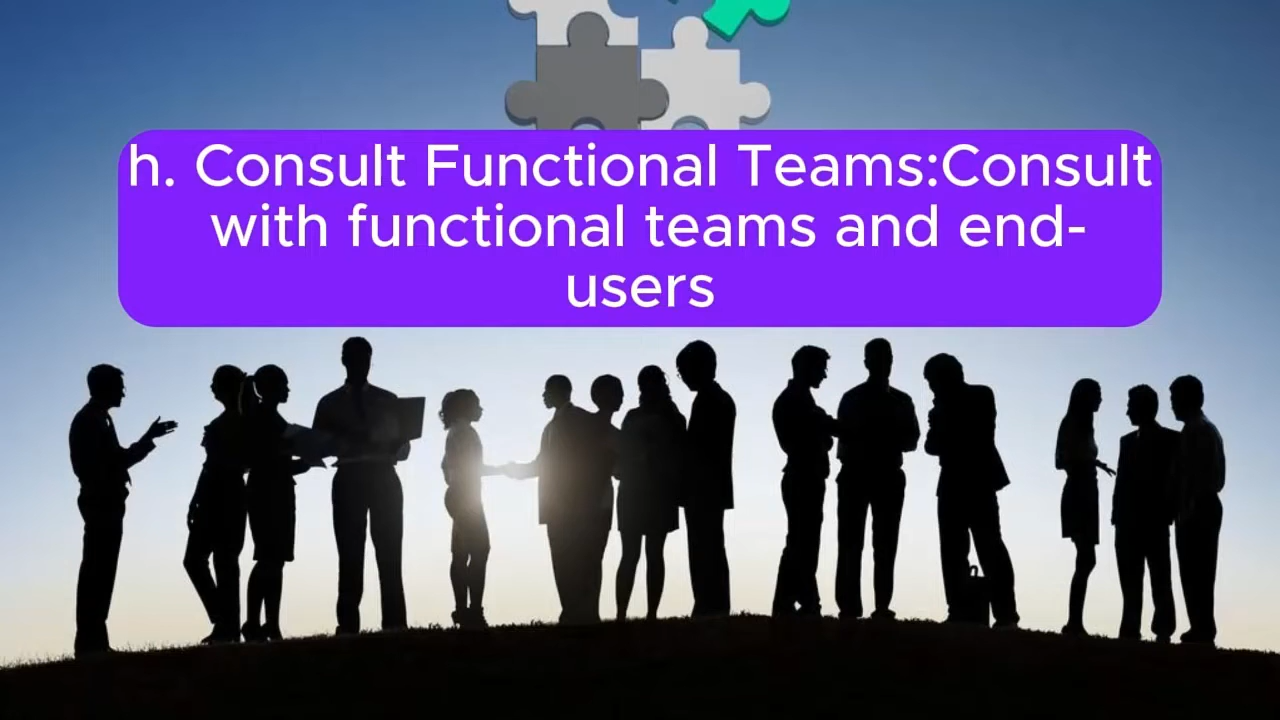 h. Consult Functional Teams:Consult
with functional teams and end-
users